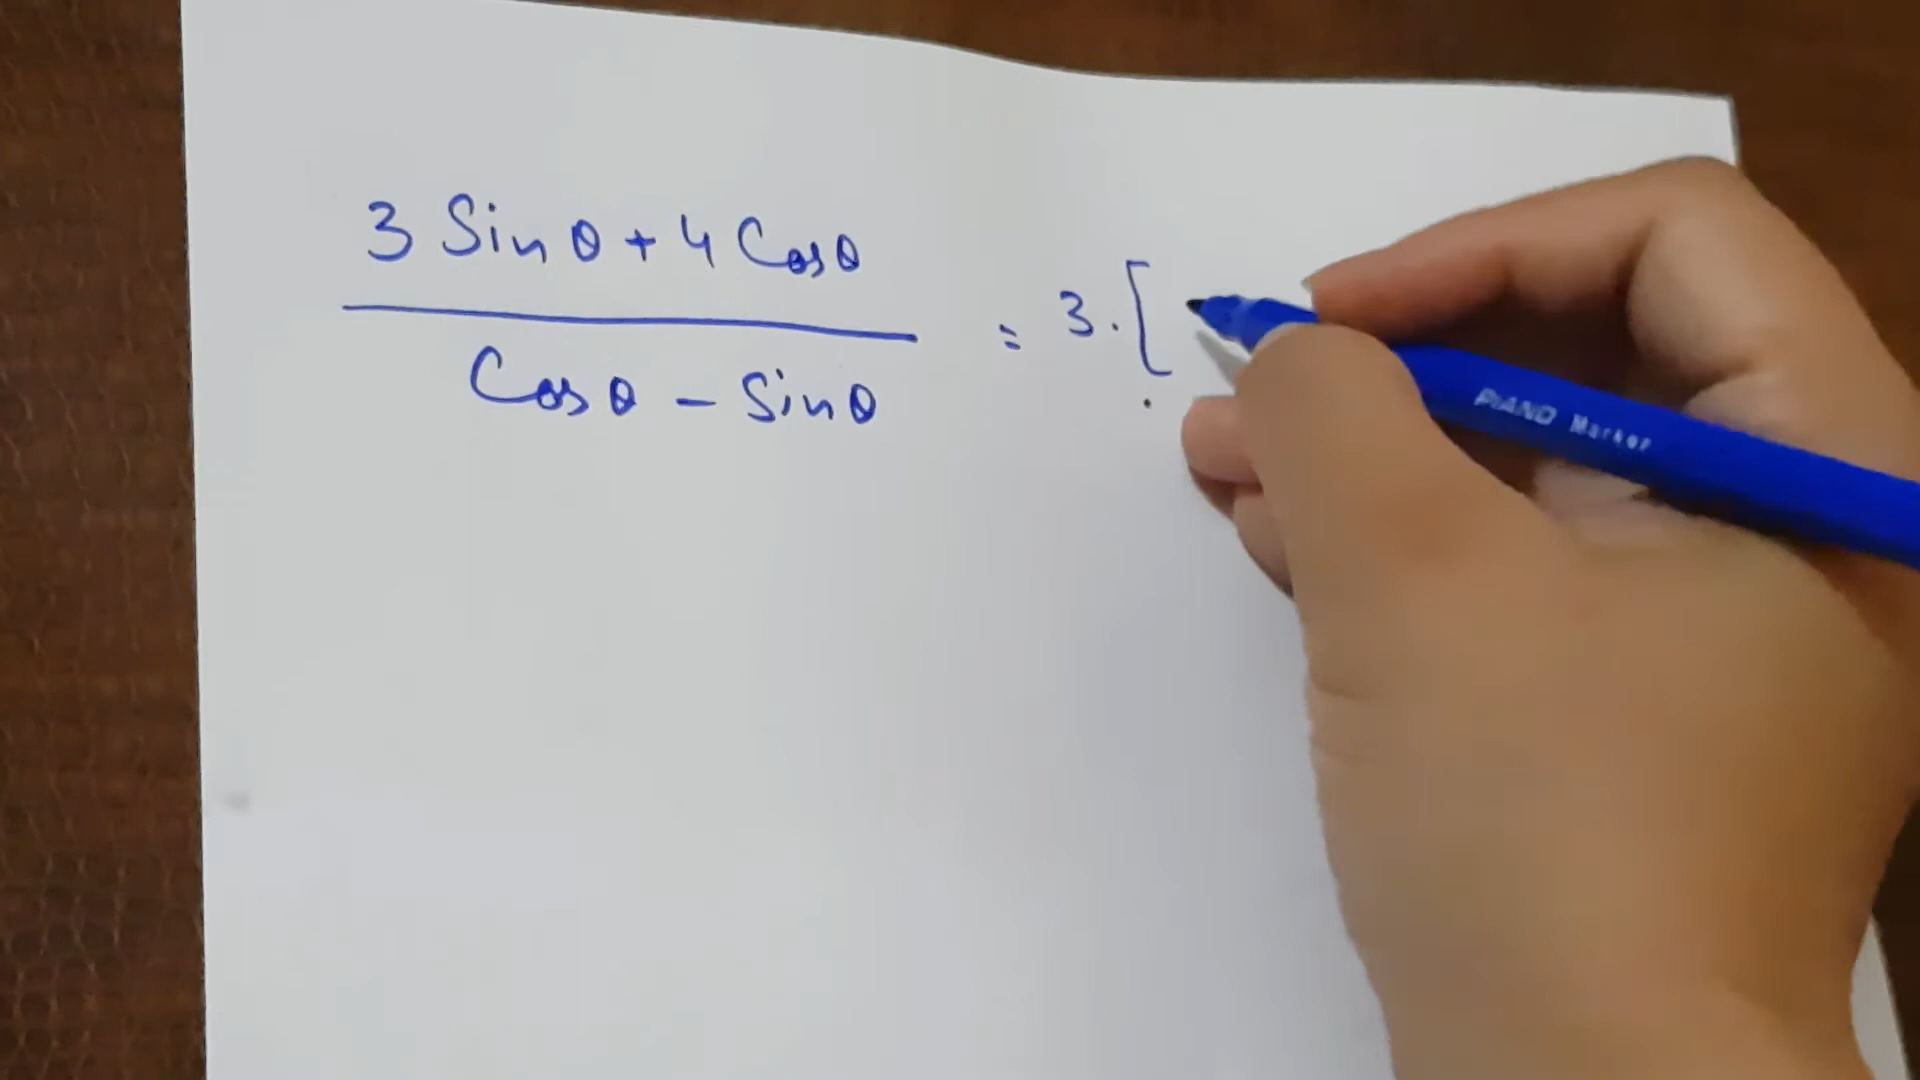 3 Sin θ + 4 Cos θ
Cos θ - Sin θ
= 3 . [
PIANO Marker